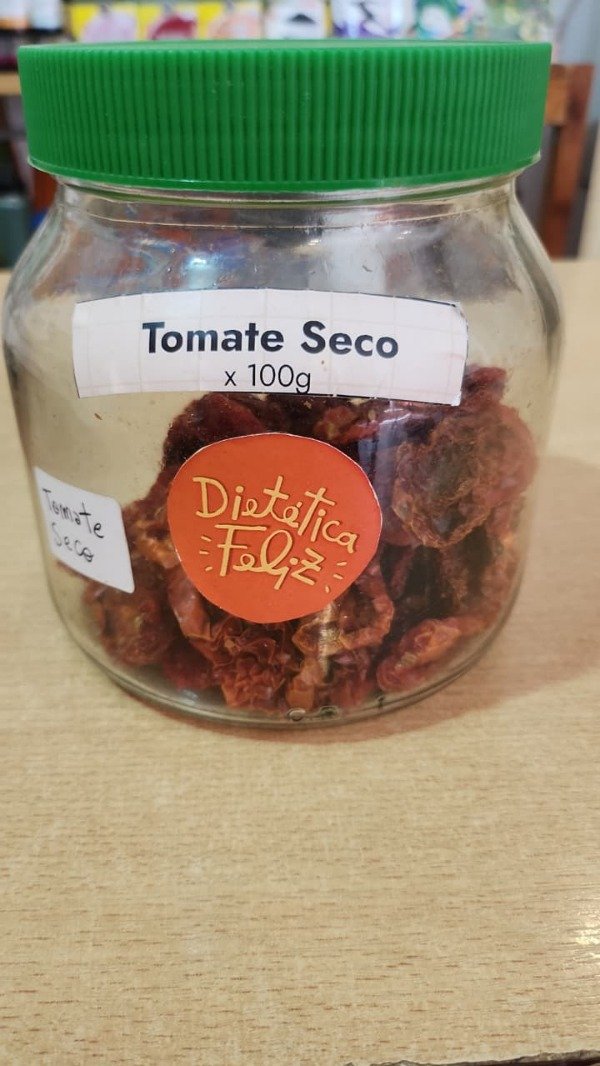 Tomate Seco
x 100g
Dietética
Feliz
Tomate
Seco